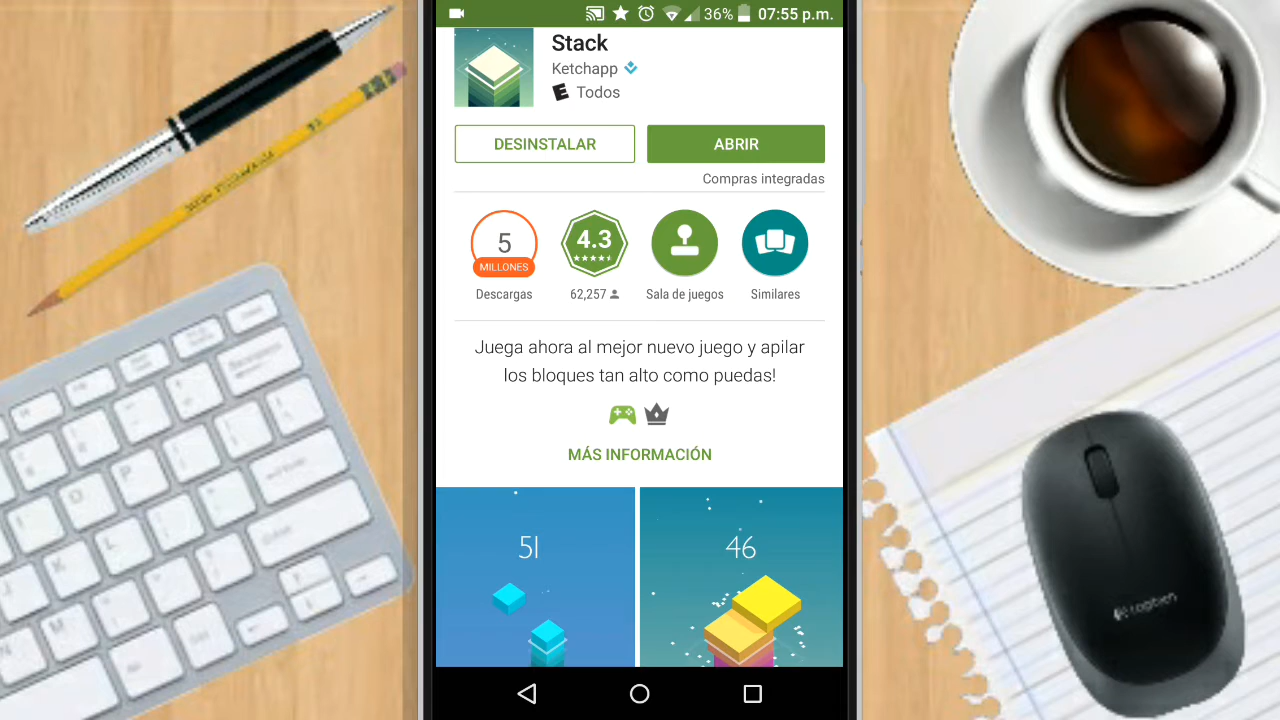 36% 07:55 p.m.
Stack
Ketchapp
E Todos
DESINSTALAR
ABRIR
Compras integradas
5
MILLONES
Descargas
4.3
62,257
Sala de juegos
Similares
Juega ahora al mejor nuevo juego y apilar
los bloques tan alto como puedas!
MÁS INFORMACIÓN
51
46
Logitech